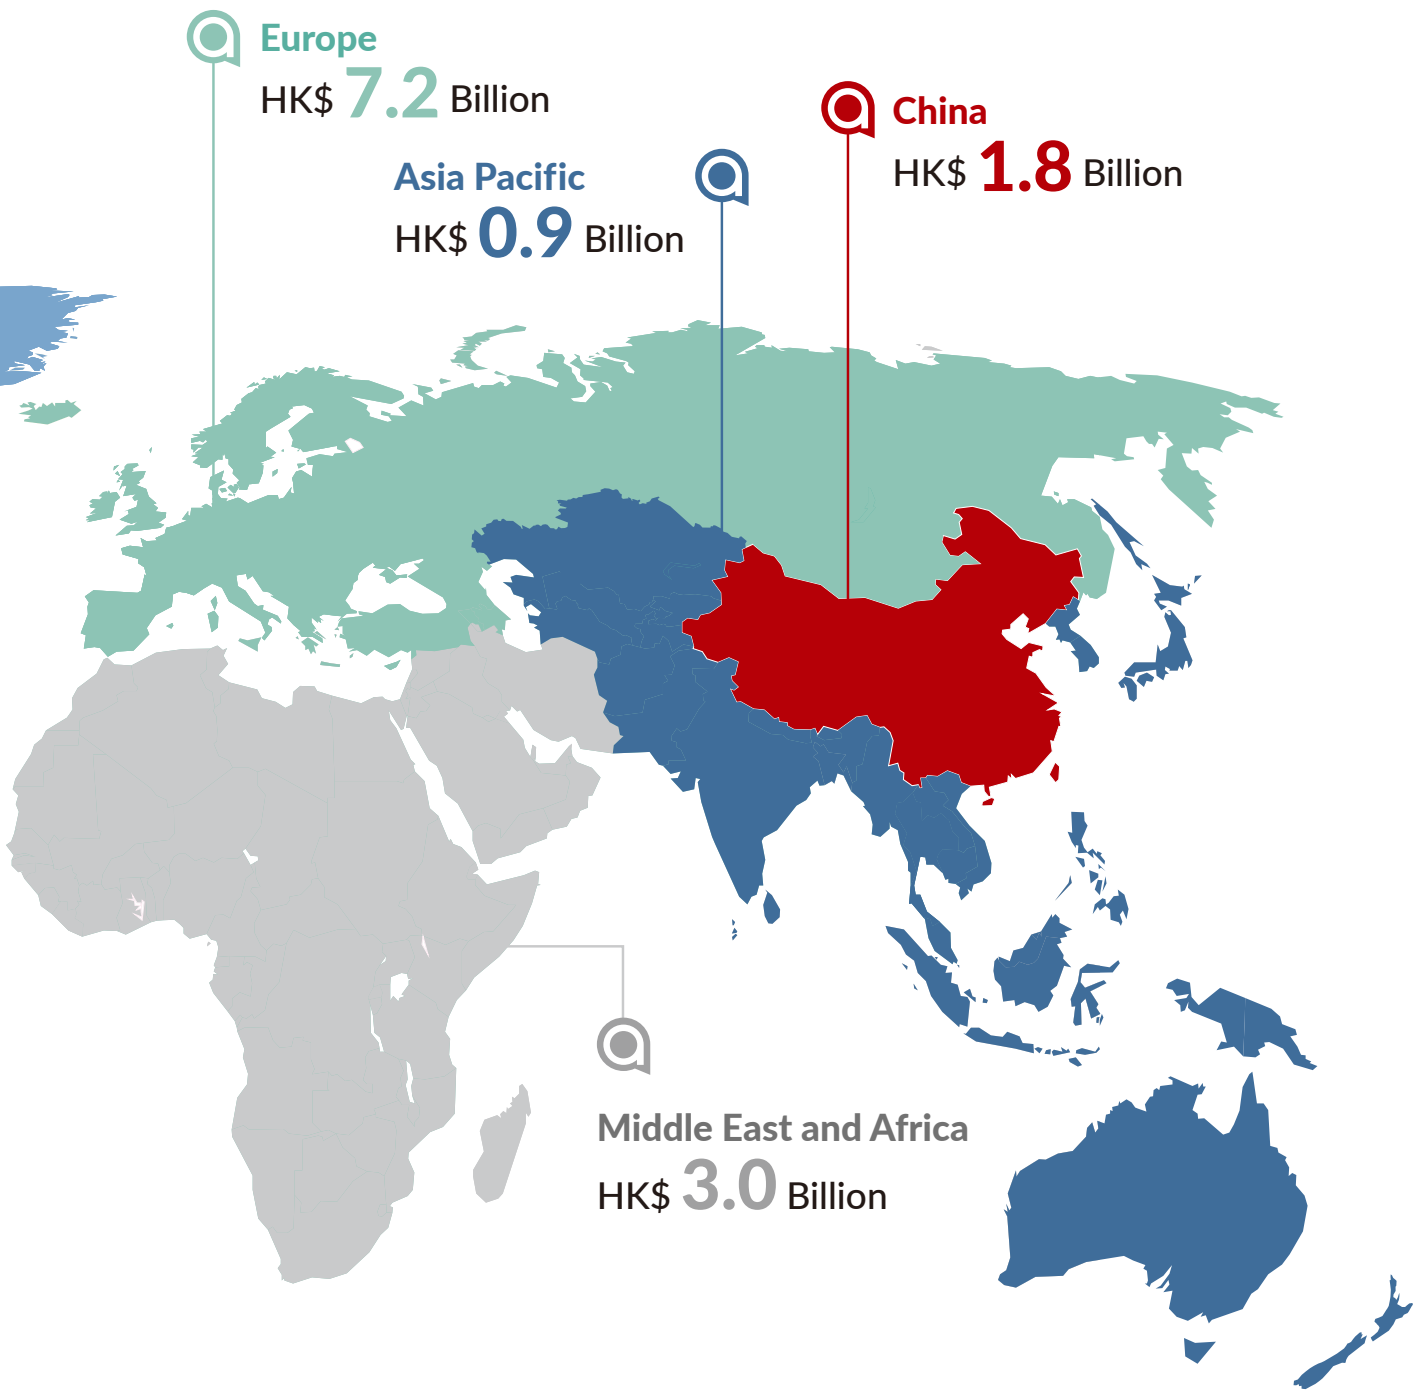 Europe
HK$ 7.2 Billion
China
HK$ 1.8 Billion
Asia Pacific
HK$ 0.9 Billion
Middle East and Africa
HK$ 3.0 Billion